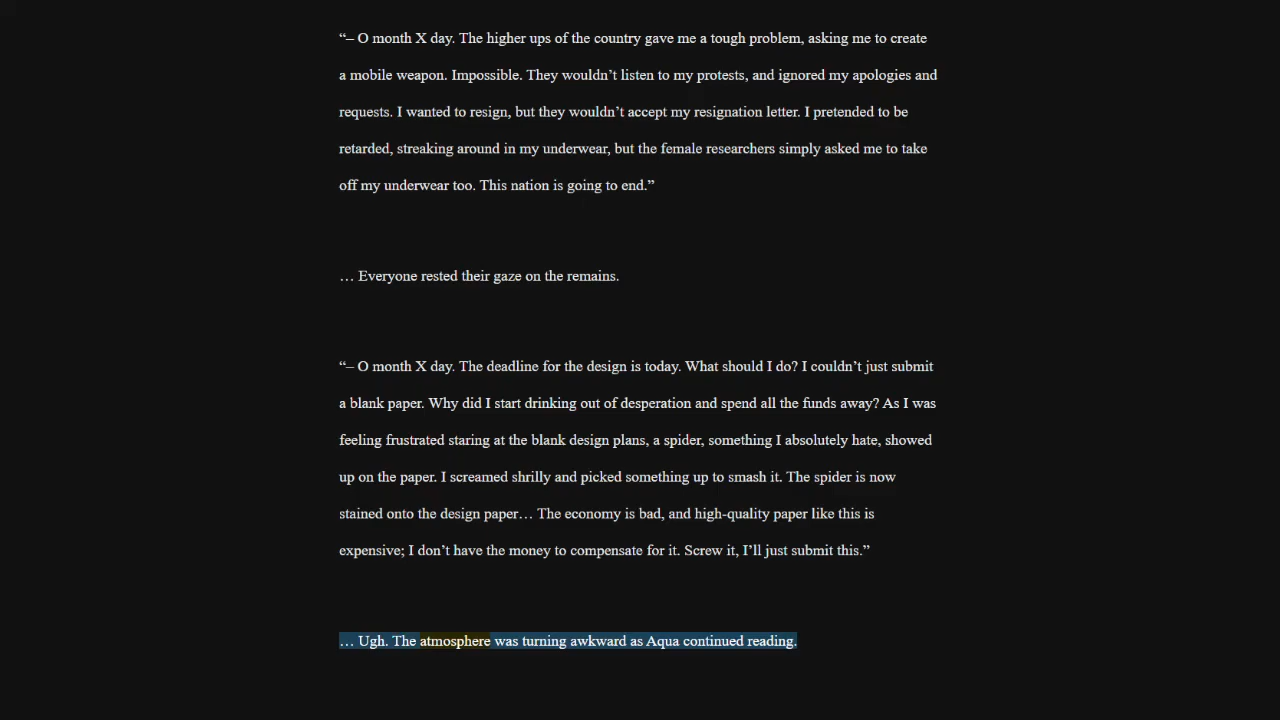 “– O month X day. The higher ups of the country gave me a tough problem, asking me to create
a mobile weapon. Impossible. They wouldn’t listen to my protests, and ignored my apologies and
requests. I wanted to resign, but they wouldn’t accept my resignation letter. I pretended to be
retarded, streaking around in my underwear, but the female researchers simply asked me to take
off my underwear too. This nation is going to end.”
… Everyone rested their gaze on the remains.
“– O month X day. The deadline for the design is today. What should I do? I couldn’t just submit
a blank paper. Why did I start drinking out of desperation and spend all the funds away? As I was
feeling frustrated staring at the blank design plans, a spider, something I absolutely hate, showed
up on the paper. I screamed shrilly and picked something up to smash it. The spider is now
stained onto the design paper… The economy is bad, and high-quality paper like this is
expensive; I don’t have the money to compensate for it. Screw it, I’ll just submit this.”
… Ugh. The atmosphere was turning awkward as Aqua continued reading.